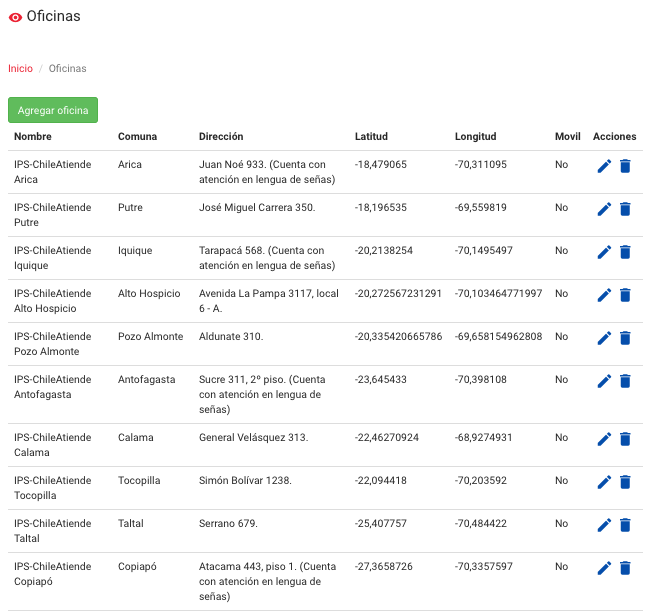 Oficinas
Inicio / Oficinas
Agregar oficina
Nombre Comuna Dirección Latitud Longitud Movil Acciones
IPS-ChileAtiende Arica Juan Noé 933. (Cuenta con -18,479065 -70,311095 No
Arica atención en lengua de señas)
IPS-ChileAtiende Putre José Miguel Carrera 350. -18,196535 -69,559819 No
Putre
IPS-ChileAtiende Iquique Tarapacá 568. (Cuenta con -20,2138254 -70,1495497 No
Iquique atención en lengua de señas)
IPS-ChileAtiende Alto Hospicio Avenida La Pampa 3117, local -20,272567231291 -70,103464771997 No
Alto Hospicio 6 - A.
IPS-ChileAtiende Pozo Almonte Aldunate 310. -20,335420665786 -69,658154962808 No
Pozo Almonte
IPS-ChileAtiende Antofagasta Sucre 311, 2º piso. (Cuenta -23,645433 -70,398108 No
Antofagasta con atención en lengua de
señas)
IPS-ChileAtiende Calama General Velásquez 313. -22,46270924 -68,9274931 No
Calama
IPS-ChileAtiende Tocopilla Simón Bolívar 1238. -22,094418 -70,203592 No
Tocopilla
IPS-ChileAtiende Taltal Serrano 679. -25,407757 -70,484422 No
Taltal
IPS-ChileAtiende Copiapó Atacama 443, piso 1. (Cuenta -27,3658726 -70,3357597 No
Copiapó con atención en lengua de
señas)